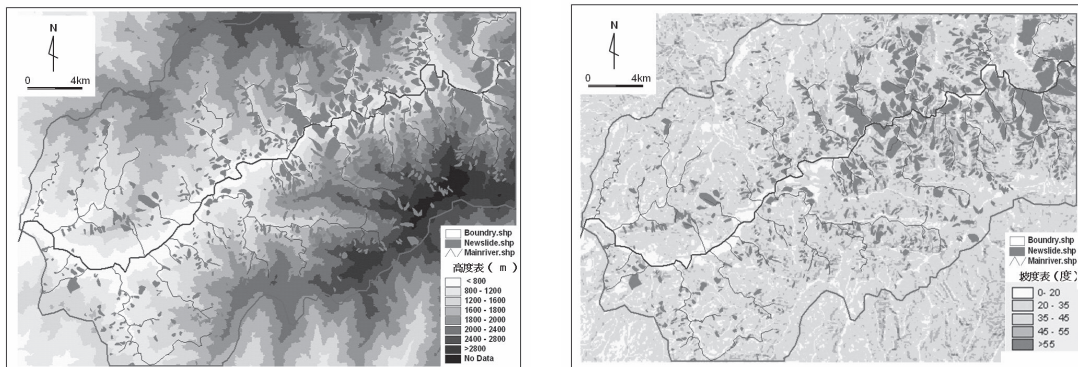 N
0 4km
Boundry.shp
Newslide.shp
Mainriver.shp
高度表 ( m )
< 800
800 - 1200
1200 - 1600
1600 - 1800
1800 - 2000
2000 - 2400
2400 - 2800
>2800
No Data
N
0 4km
Boundry.shp
Newslide.shp
Mainriver.shp
坡度表 (度)
0- 20
20 - 35
35 - 45
45 - 55
>55